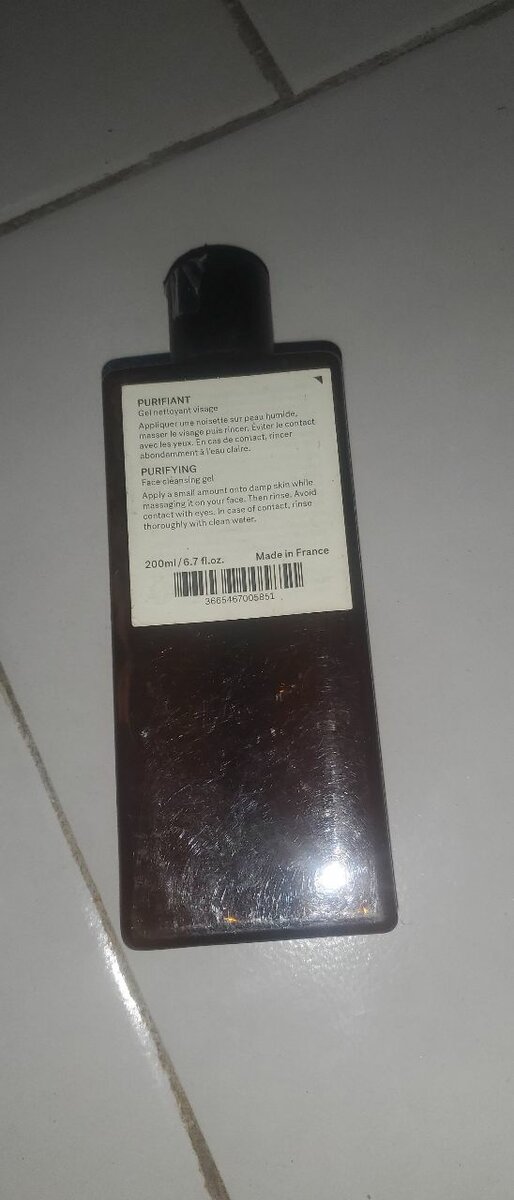 PURIFIANT
Gel nettoyant visage
Appliquer une noisette sur peau humide,
masser le visage puis rincer. Éviter le contact
avec les yeux. En cas de contact, rincer
abondamment à l'eau claire.
PURIFYING
Face cleansing gel
Apply a small amount onto damp skin while
massaging it on your face. Then rinse. Avoid
contact with eyes. In case of contact, rinse
thoroughly with clean water.
200ml / 6.7 fl.oz. Made in France
3665467005851